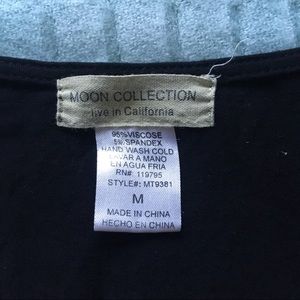 MOON COLLECTION
live in California
95%VISCOSE
5%SPANDEX
HAND WASH COLD
LAVAR A MANO
EN AGUA FRIA
RN# 119795
STYLE#: MT9381
M
MADE IN CHINA
HECHO EN CHINA